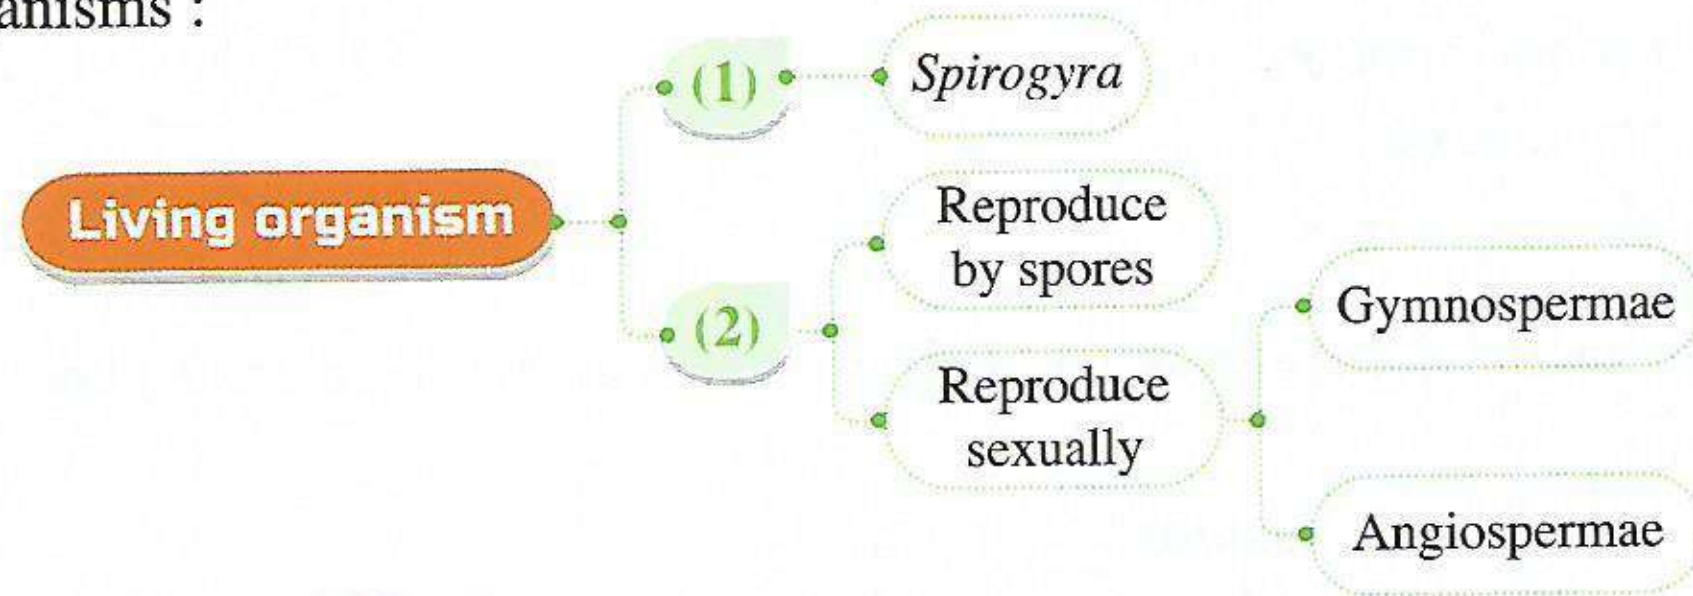 anisms :
(1)
Spirogyra
Living organism
Reproduce
by spores
(2)
Gymnospermae
Reproduce
sexually
Angiospermae